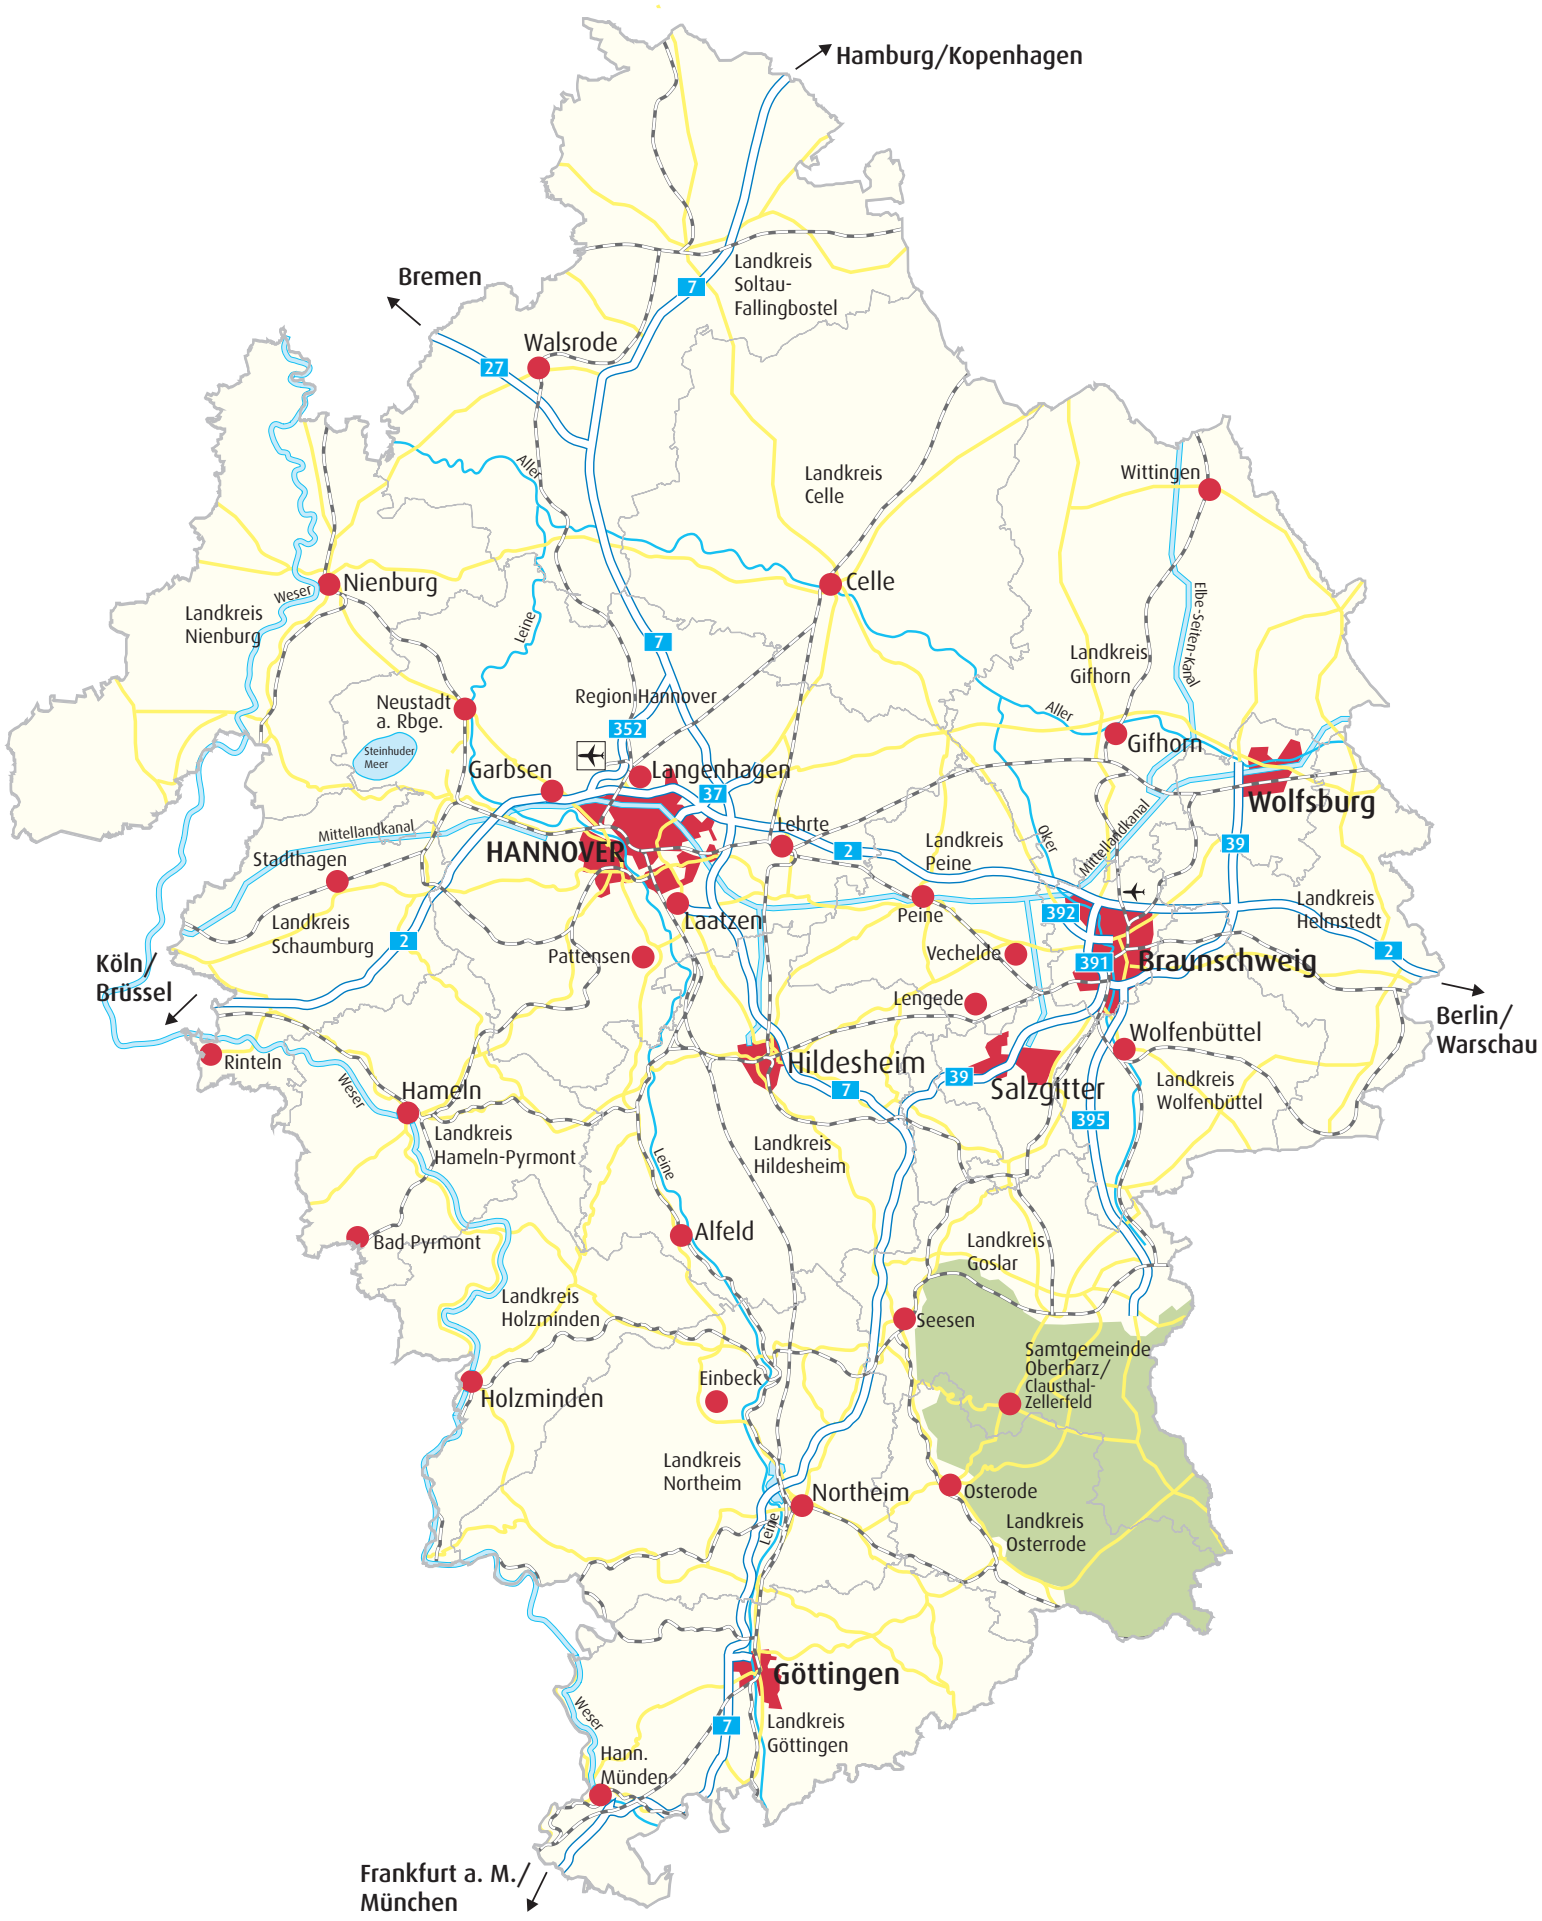 Hamburg/Kopenhagen
Bremen
Landkreis
Soltau-
Fallingbostel
7
Walsrode
27
Aller
Landkreis
Celle
Wittingen
Nienburg
Weser
Landkreis
Nienburg
Celle
Elbe-Seiten-Kanal
Leine
7
Landkreis
Gifhorn
Region Hannover
Neustadt
a. Rbge.
Aller
352
Steinhuder
Meer
Gifhorn
Garbsen
Langenhagen
37
Wolfsburg
Mittellandkanal
Lehrte
Oker
Mittellandkanal
HANNOVER
Stadthagen
2
Landkreis
Peine
39
Landkreis
Schaumburg
Laatzen
Peine
392
Landkreis
Helmstedt
2
Pattensen
Vechelde
391
Braunschweig
2
Köln/
Brüssel
Lengede
Berlin/
Warschau
Rinteln
Wolfenbüttel
Hildesheim
Weser
Hameln
7
39
Salzgitter
Landkreis
Wolfenbüttel
395
Landkreis
Hameln-Pyrmont
Landkreis
Hildesheim
Leine
Bad Pyrmont
Alfeld
Landkreis
Goslar
Landkreis
Holzminden
Seesen
Samtgemeinde
Oberharz/
Clausthal-
Zellerfeld
Einbeck
Holzminden
Landkreis
Northeim
Northeim
Osterode
Leine
Landkreis
Osterrode
Göttingen
Weser
7
Landkreis
Göttingen
Hann.
Münden
Frankfurt a. M./
München